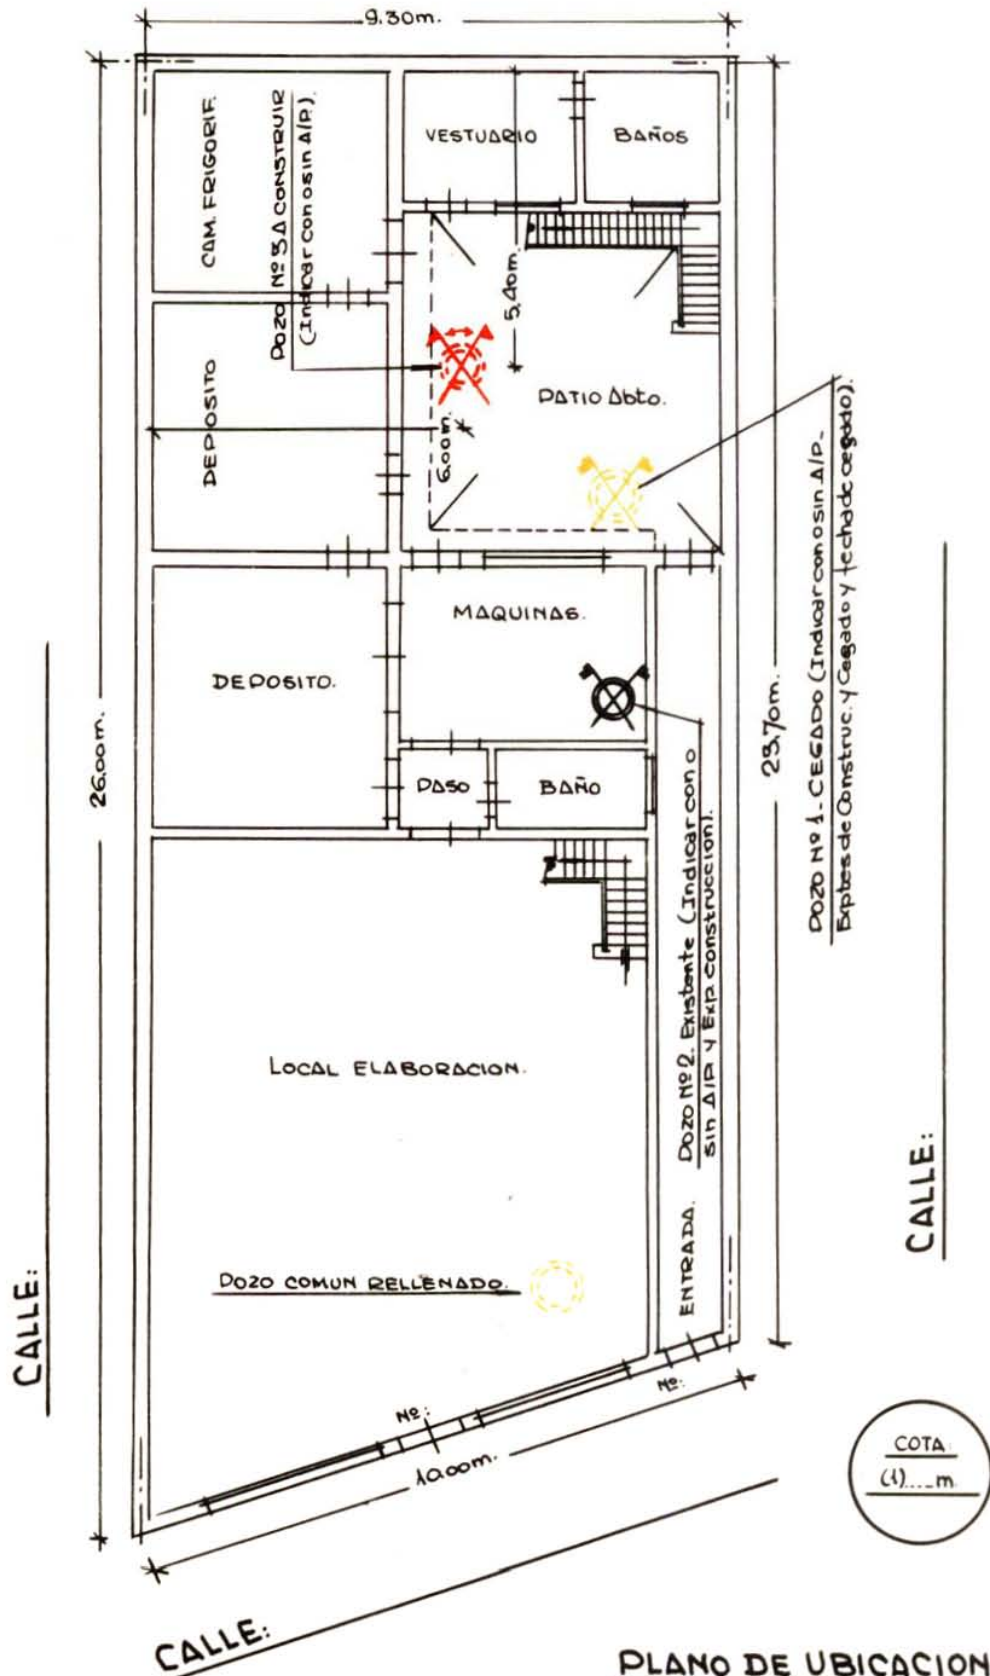 9.30m.
CAM. FRIGORIF.
POZO Nº 3 A CONSTRUIR
(Indicar con o sin A/P).
VESTUARIO
BAÑOS
5.40m.
DEPOSITO
6.00m.
PATIO Abto.
POZO Nº 1 - CEGADO (Indicar con o sin A/P.-
Exptes de Construc. y Cegado y fecha de cegado).
MAQUINAS.
DEPOSITO.
26.00m.
23.70m.
PASO
BAÑO
POZO Nº 2. Existente (Indicar con o
sin A/P y Exp. construccion).
LOCAL ELABORACION.
CALLE:
POZO COMUN RELLENADO.
ENTRADA.
CALLE:
Nº:
Nº:
10.00m.
COTA
(1)....m.
CALLE:
PLANO DE UBICACION